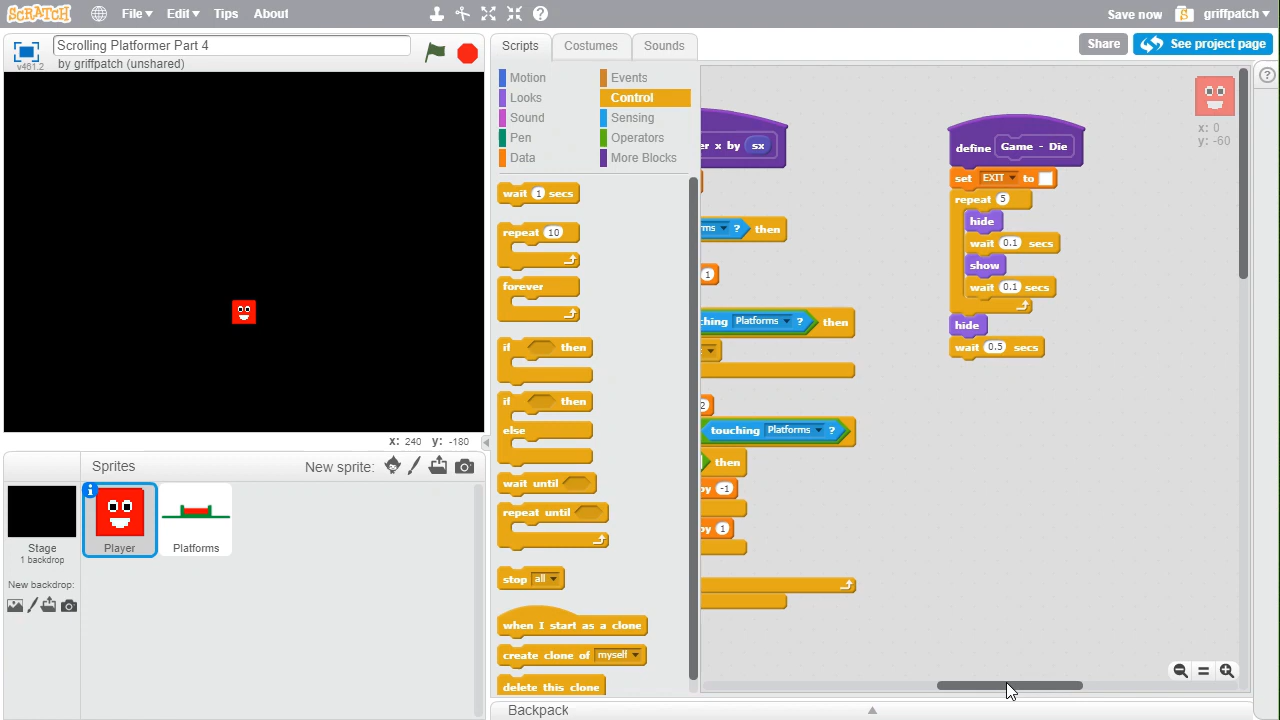 SCRATCH File Edit Tips About Save now griffpatch
v461.2 Scrolling Platformer Part 4
by griffpatch (unshared)
Scripts Costumes Sounds Share See project page
Motion Events
Looks Control
Sound Sensing
Pen Operators
Data More Blocks
wait 1 secs
repeat 10
forever
if then
if then
else
wait until
repeat until
stop all
when I start as a clone
create clone of myself
delete this clone
er x by sx
ms ? then
1
hing Platforms ? then
2
touching Platforms ?
then
by -1
by 1
define Game - Die
set EXIT to
repeat 5
hide
wait 0.1 secs
show
wait 0.1 secs
hide
wait 0.5 secs
x: 0
y: -60
x: 240 y: -180
Sprites New sprite:
Stage
1 backdrop
New backdrop:
Player
Platforms
Backpack